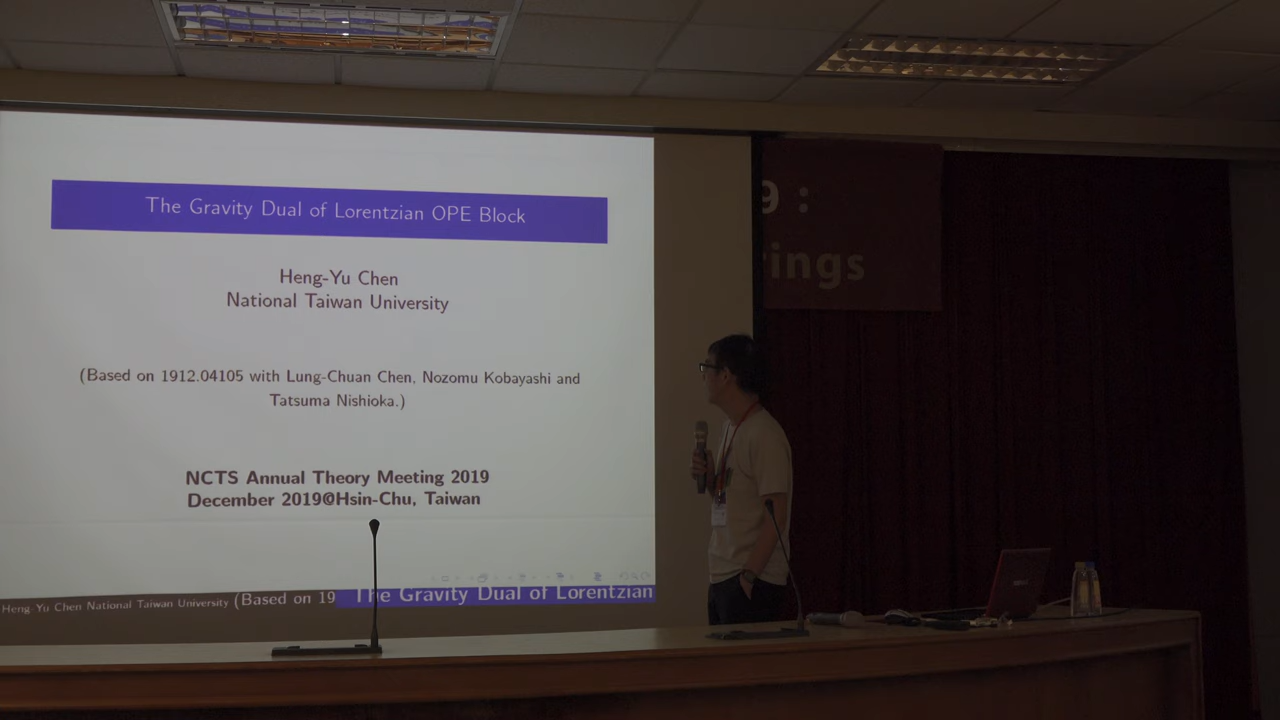 The Gravity Dual of Lorentzian OPE Block
Heng-Yu Chen
National Taiwan University
(Based on 1912.04105 with Lung-Chuan Chen, Nozomu Kobayashi and
Tatsuma Nishioka.)
NCTS Annual Theory Meeting 2019
December 2019@Hsin-Chu, Taiwan
Heng-Yu Chen National Taiwan University (Based on 19 The Gravity Dual of Lorentzian
9 :
ings